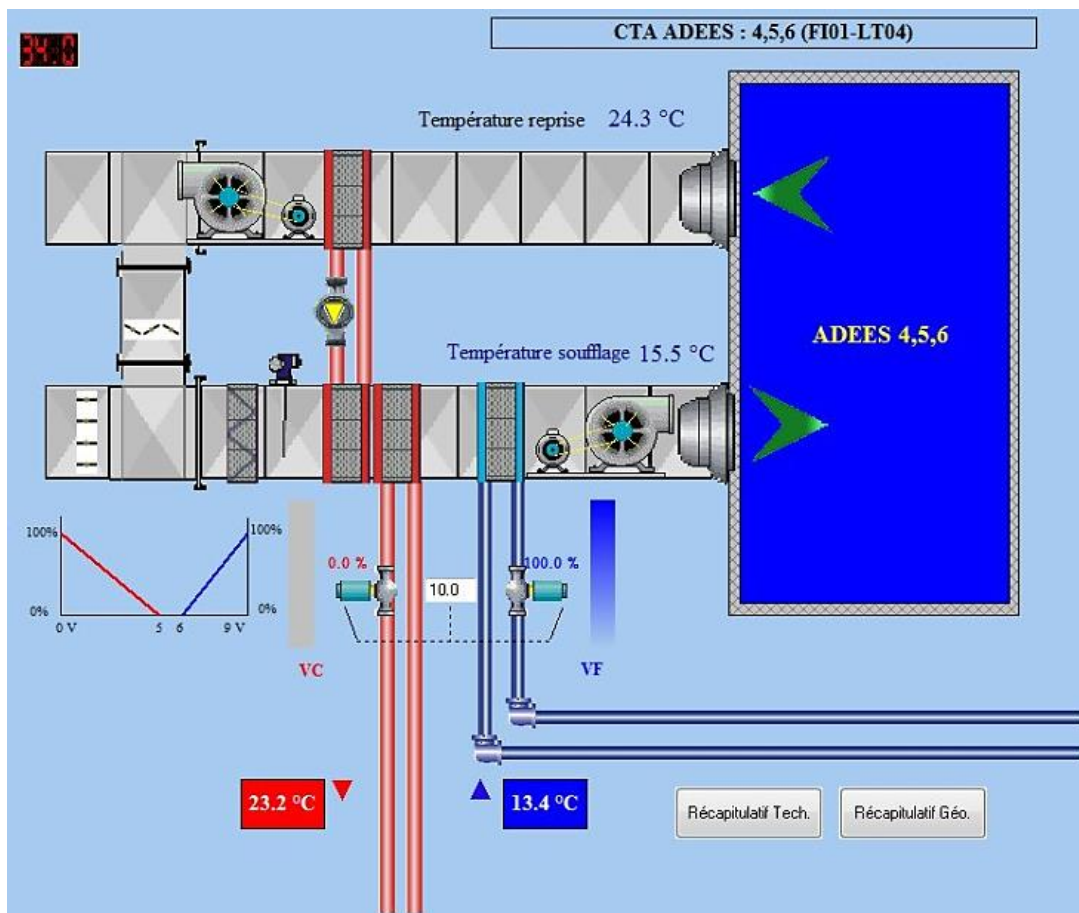 CTA ADEES : 4,5,6 (FI01-LT04)
34.0
Température reprise 24.3 °C
ADEES 4,5,6
Température soufflage 15.5 °C
100%
100%
0.0 %
100.0 %
10.0
0%
0%
0 V 5 6 9 V
VC
VF
23.2 °C
13.4 °C
Récapitulatif Tech.
Récapitulatif Géo.